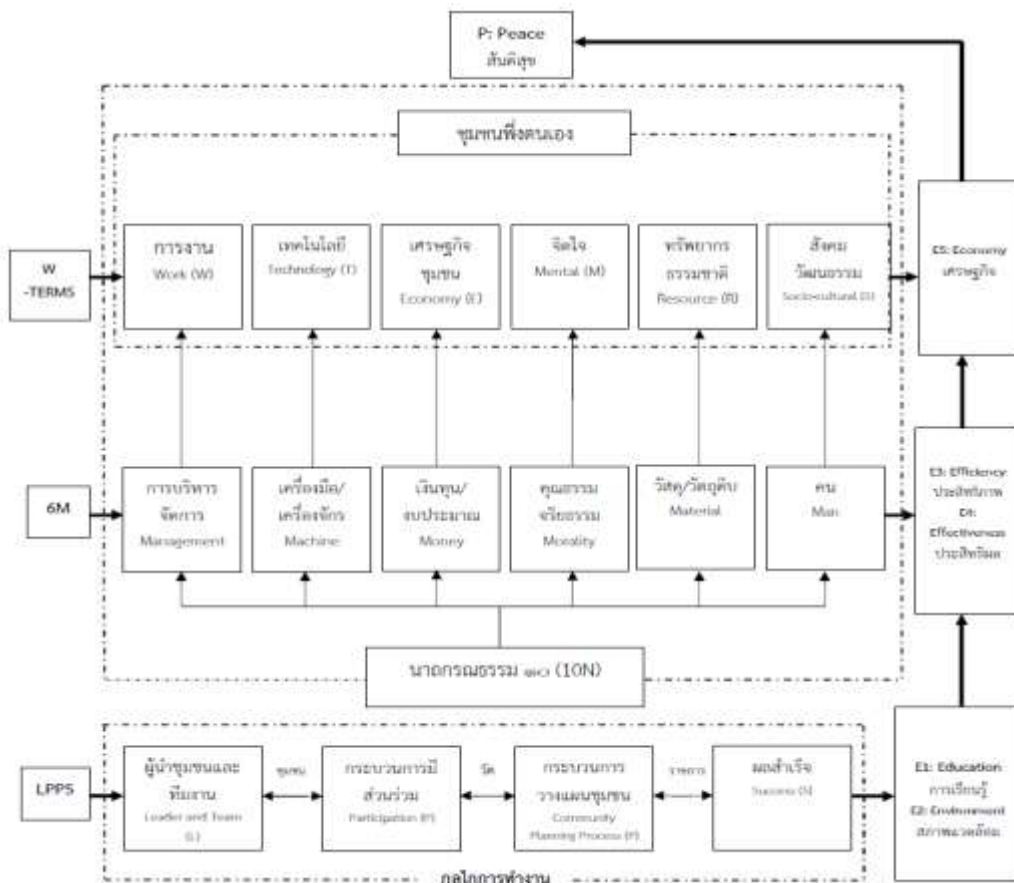 P: Peace
สันติสุข
ชุมชนพึ่งตนเอง
W
-TERMS
การงาน
Work (W)
เทคโนโลยี
Technology (T)
เศรษฐกิจ
ชุมชน
Economy (E)
จิตใจ
Mental (M)
ทรัพยากร
ธรรมชาติ
Resource (R)
สังคม
วัฒนธรรม
Socio-cultural (S)
E5: Economy
เศรษฐกิจ
6M
การบริหาร
จัดการ
Management
เครื่องมือ/
เครื่องจักร
Machine
เงินทุน/
งบประมาณ
คุณธรรม
จริยธรรม
Morality
วัสดุ/วัตถุดิบ
Material
คน
Man
E3: Efficiency
ประสิทธิภาพ
E4:
Effectiveness
ประสิทธิผล
นาถกรณธรรม ๑๐ (10N)
LPPS
ผู้นำชุมชนและ
ทีมงาน
Leader and Team
(L)
ชุมชน
กระบวนการมี
ส่วนร่วม
Participation (P)
วัด
กระบวนการ
วางแผนชุมชน
Community
Planning Process (P)
ราชการ
ผลสำเร็จ
Success (S)
E1: Education
การเรียนรู้
E2: Environment
สภาพแวดล้อม
กลไกการทำงาน